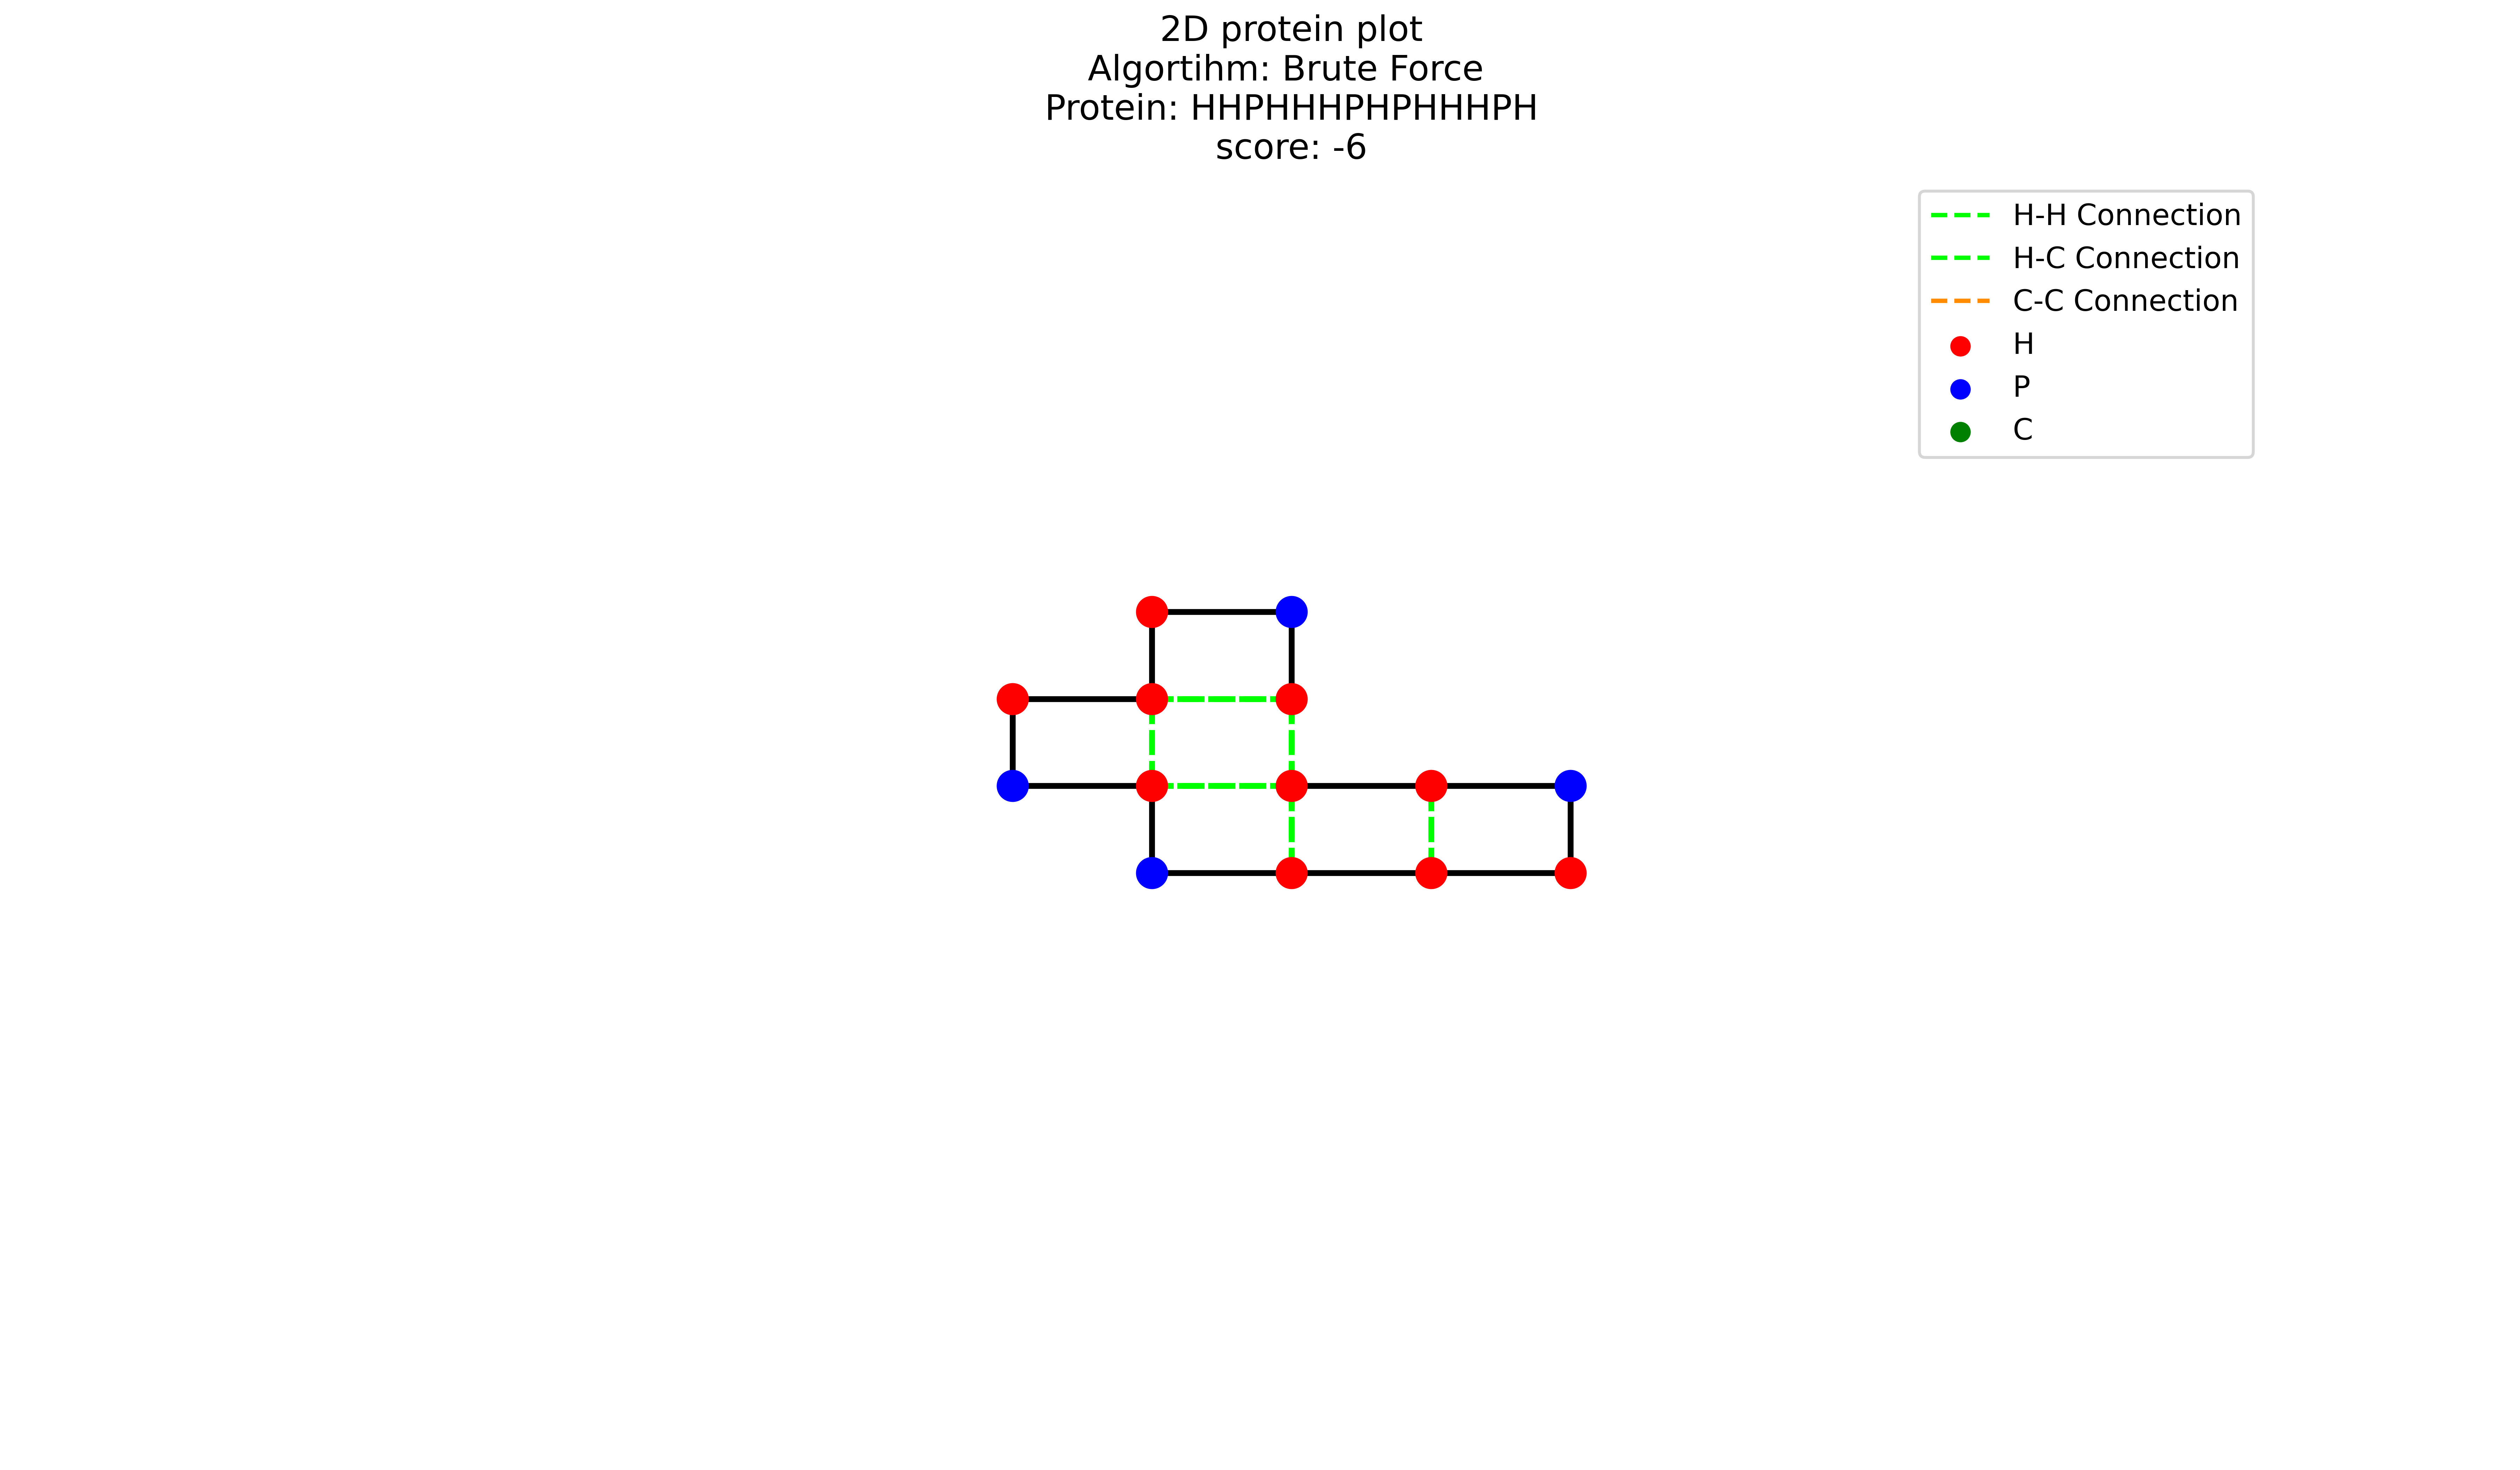 2D protein plot
Algortihm: Brute Force
Protein: HHPHHHPHPHHHPH
score: -6
H-H Connection
H-C Connection
C-C Connection
H
P
C